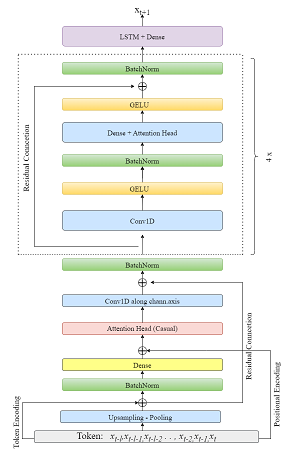 x_{t+1}
LSTM + Dense
BatchNorm
GELU
Dense + Attention Head
BatchNorm
GELU
Conv1D
Residual Conncetion
4 x
BatchNorm
Conv1D along chann.axis
Attention Head (Casual)
Dense
BatchNorm
Upsampling - Pooling
Token Encoding
Residual Connection
Positional Encoding
Token: x_{t-l},x_{t-l-1},x_{t-l-2} . . , x_{t-2},x_{t-1},x_t